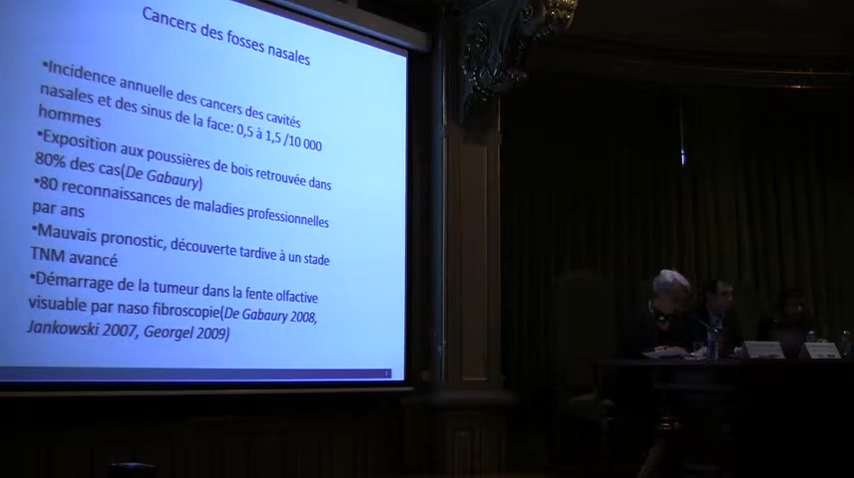 Cancers des fosses nasales
•Incidence annuelle des cancers des cavités
nasales et des sinus de la face: 0,5 à 1,5 /10 000
hommes
•Exposition aux poussières de bois retrouvée dans
80% des cas(De Gabaury)
•80 reconnaissances de maladies professionnelles
par ans
•Mauvais pronostic, découverte tardive à un stade
TNM avancé
•Démarrage de la tumeur dans la fente olfactive
visuable par naso fibroscopie(De Gabaury 2008,
Jankowski 2007, Georgel 2009)